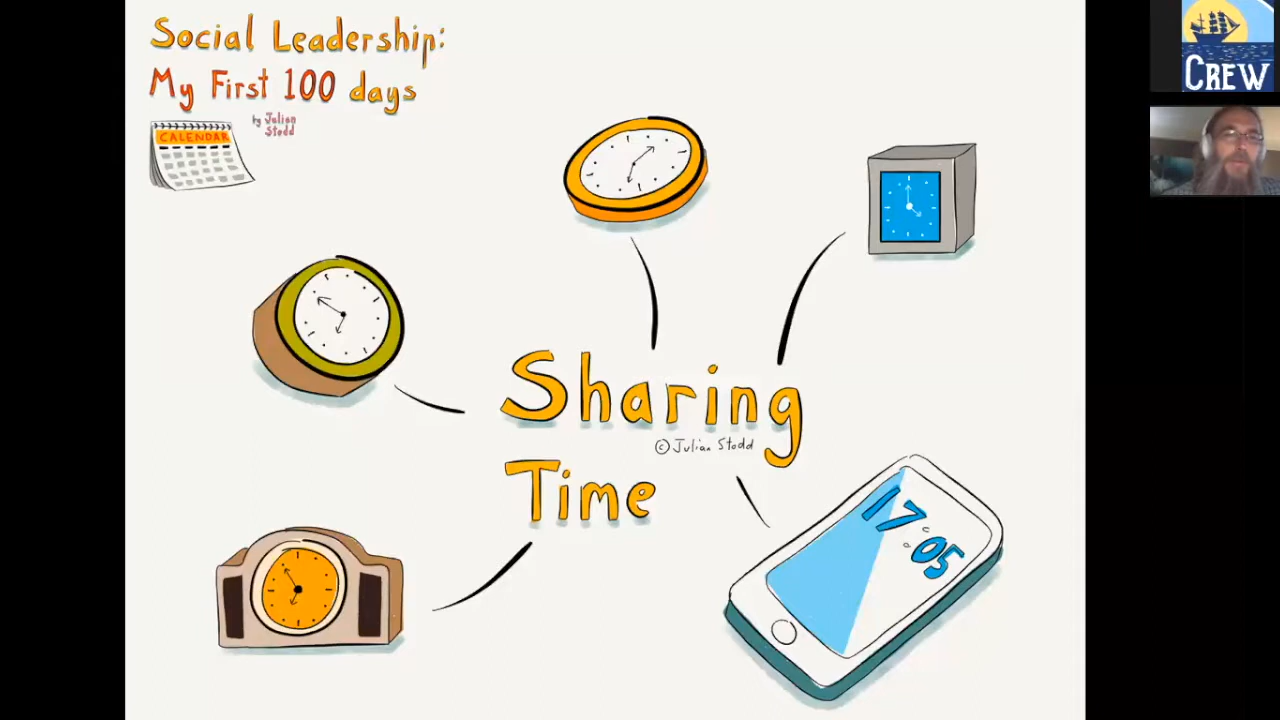 Social Leadership:
My First 100 days
by Julian
Stodd
CALENDAR
Sharing
© Julian Stodd
Time
17:05
CREW